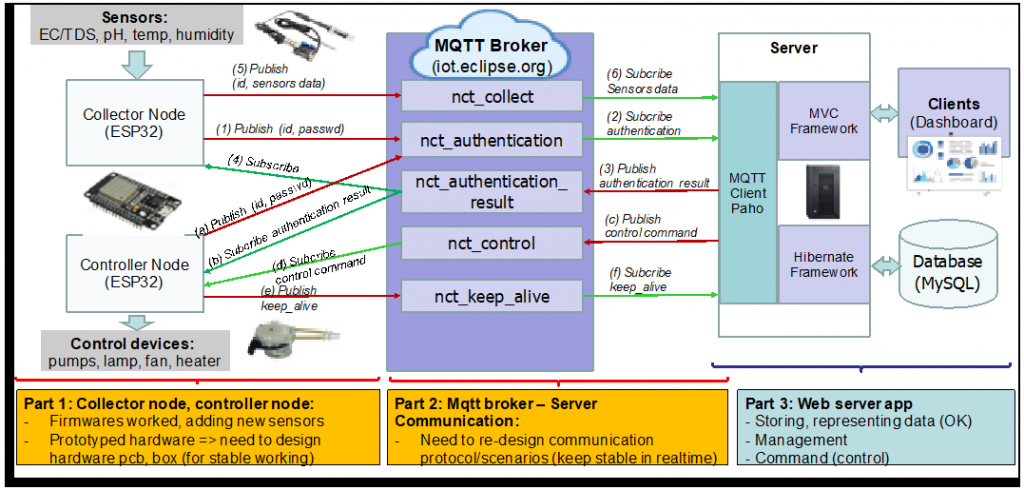 Sensors:
EC/TDS, pH, temp, humidity
Collector Node
(ESP32)
Controller Node
(ESP32)
Control devices:
pumps, lamp, fan, heater
(5) Publish
(id, sensors data)
(1) Publish (id, passwd)
(4) Subscribe
(a) Publish (id, passwd)
(b) Subcribe authentication result
(d) Subcribe
control command
(e) Publish
keep_alive
MQTT Broker
(iot.eclipse.org)
nct_collect
nct_authentication
nct_authentication_
result
nct_control
nct_keep_alive
(6) Subcribe
Sensors data
(2) Subcribe
authentication
(3) Publish
authentication result
(c) Publish
control command
(f) Subcribe
keep_alive
Server
MQTT
Client
Paho
MVC
Framework
Hibernate
Framework
Clients
(Dashboard)
Database
(MySQL)
Part 1: Collector node, controller node:
- Firmwares worked, adding new sensors
- Prototyped hardware => need to design
hardware pcb, box (for stable working)
Part 2: Mqtt broker – Server
Communication:
- Need to re-design communication
protocol/scenarios (keep stable in realtime)
Part 3: Web server app
- Storing, representing data (OK)
- Management
- Command (control)